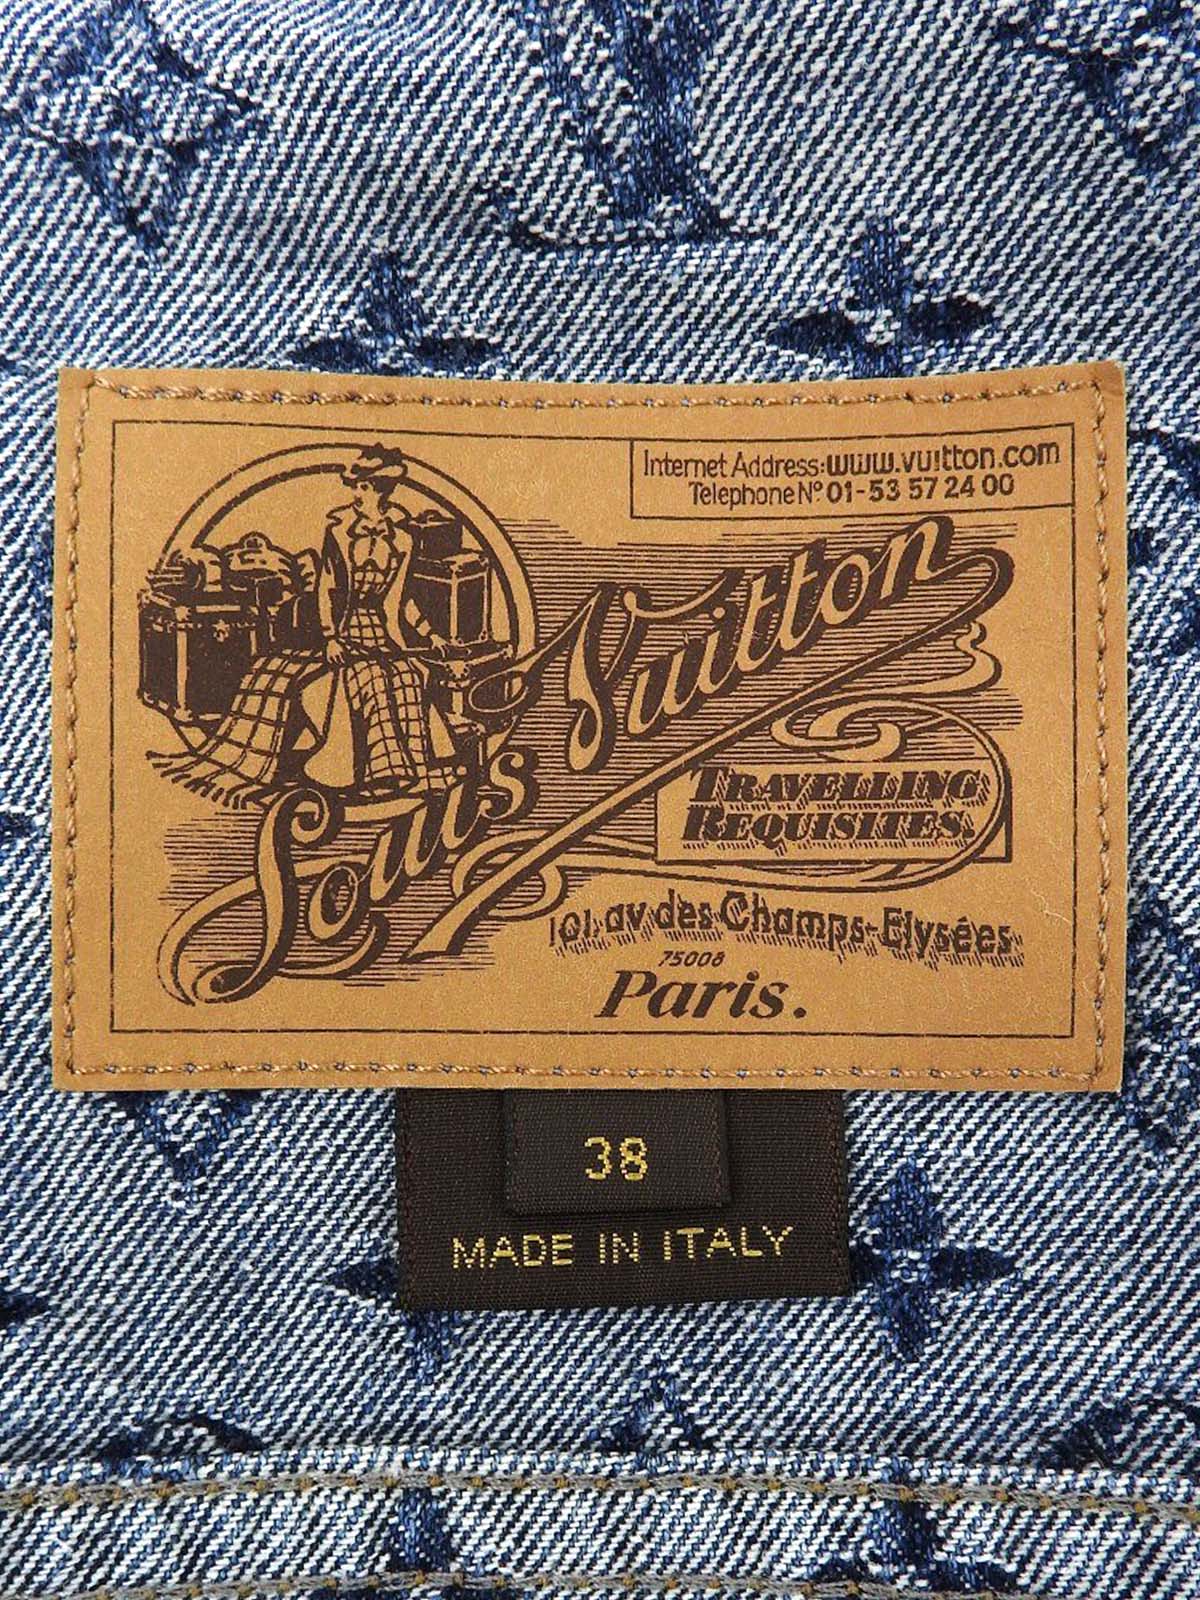 Internet Address:www.vuitton.com
Telephone Nº 01-53 57 24 00
Louis Vuitton
TRAVELLING
REQUISITES.
101. av des Champs-Elysées
75008
Paris.
38
MADE IN ITALY